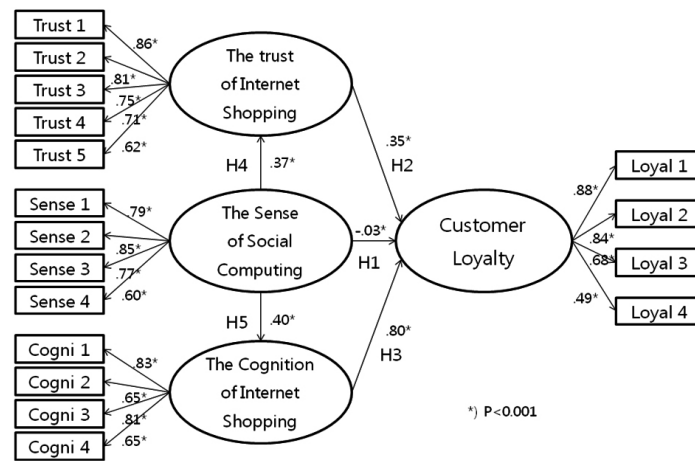 Trust 1
Trust 2
Trust 3
Trust 4
Trust 5
.86*
.81*
.75*
.71*
.62*
The trust
of Internet
Shopping
H4
.37*
.35*
H2
Sense 1
Sense 2
Sense 3
Sense 4
.79*
.85*
.77*
.60*
The Sense
of Social
Computing
-.03*
H1
Customer
Loyalty
.88*
.84*
.68*
.49*
Loyal 1
Loyal 2
Loyal 3
Loyal 4
H5
.40*
.80*
H3
Cogni 1
Cogni 2
Cogni 3
Cogni 4
.83*
.65*
.81*
.65*
The Cognition
of Internet
Shopping
*) P<0.001